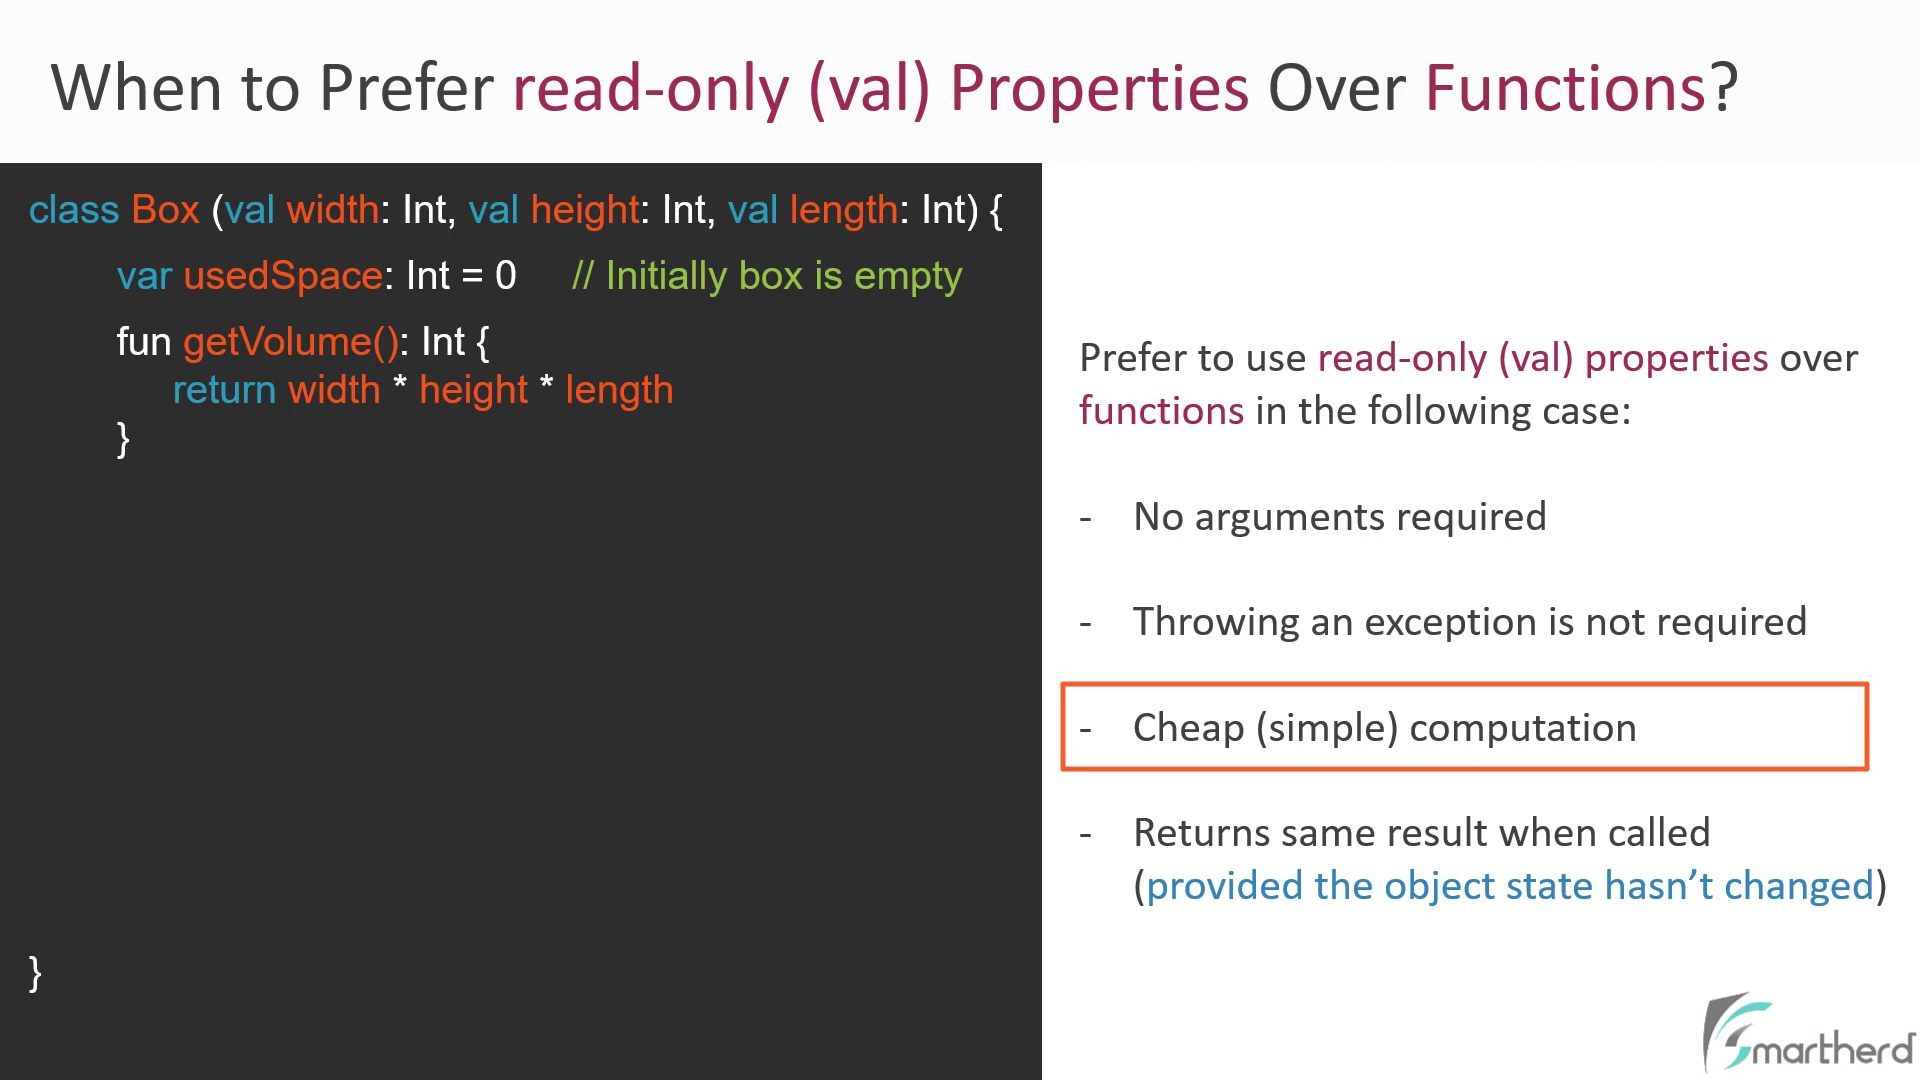 When to Prefer read-only (val) Properties Over Functions?
class Box (val width: Int, val height: Int, val length: Int) {
var usedSpace: Int = 0 // Initially box is empty
fun getVolume(): Int {
return width * height * length
}
}
Prefer to use read-only (val) properties over
functions in the following case:
- No arguments required
- Throwing an exception is not required
- Cheap (simple) computation
- Returns same result when called
(provided the object state hasn’t changed)
Smartherd